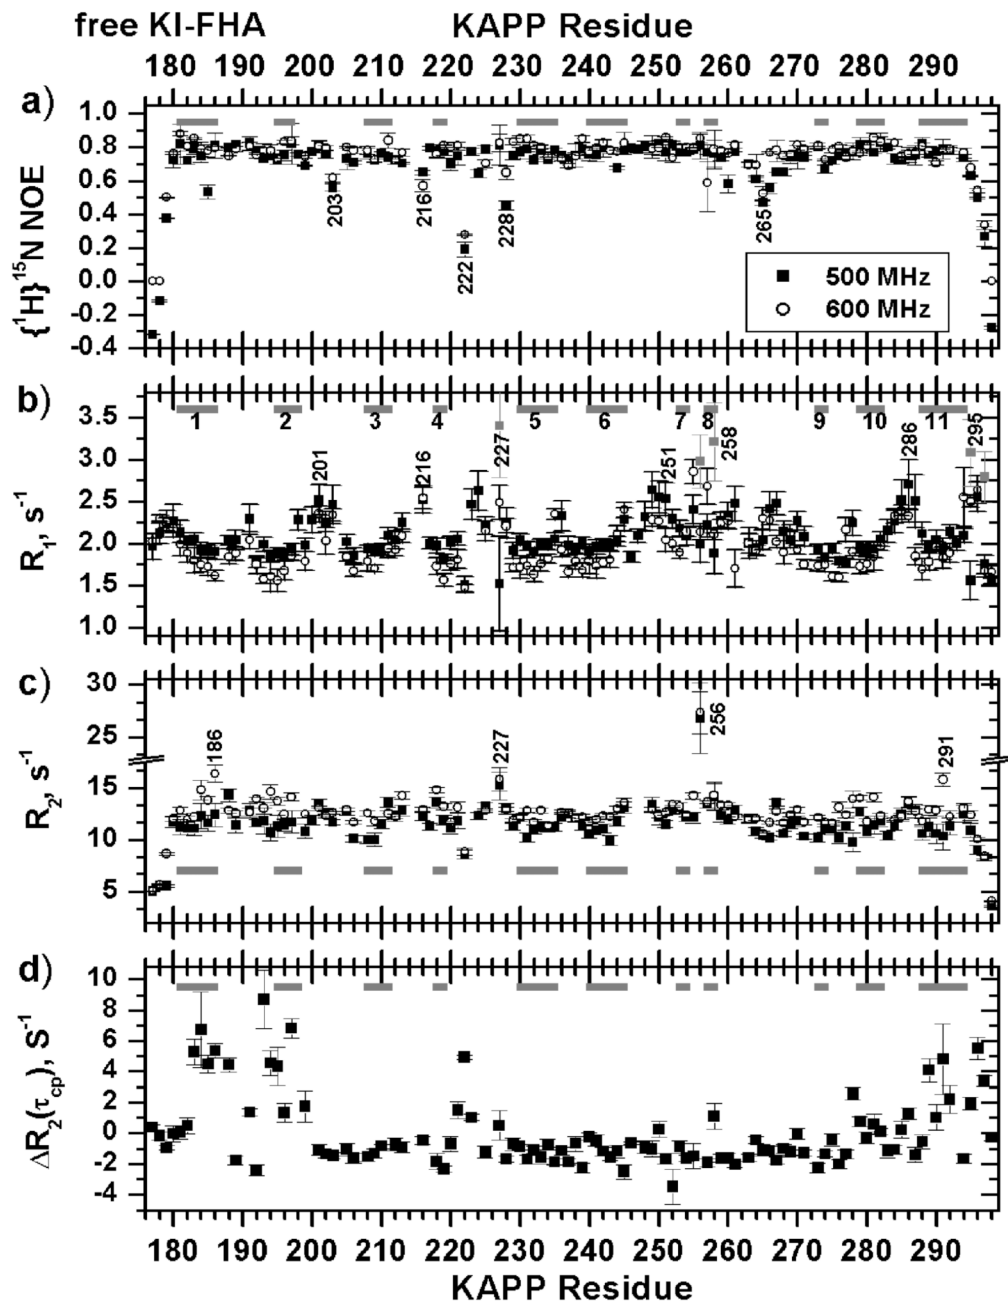 free KI-FHA KAPP Residue
180 190 200 210 220 230 240 250 260 270 280 290
a)
1.0
0.8
0.6
0.4
0.2
0.0
-0.2
-0.4
{¹H}¹⁵N NOE
203
216
222
228
265
500 MHz
600 MHz
b)
3.5
3.0
2.5
2.0
1.5
1.0
R₁, s⁻¹
1 2 3 4 5 6 7 8 9 10 11
201
216
227
251
258
286
295
c)
30
25
15
10
5
R₂, s⁻¹
186
227
256
291
d)
10
8
6
4
2
0
-2
-4
ΔR₂(τcp), S⁻¹
180 190 200 210 220 230 240 250 260 270 280 290
KAPP Residue